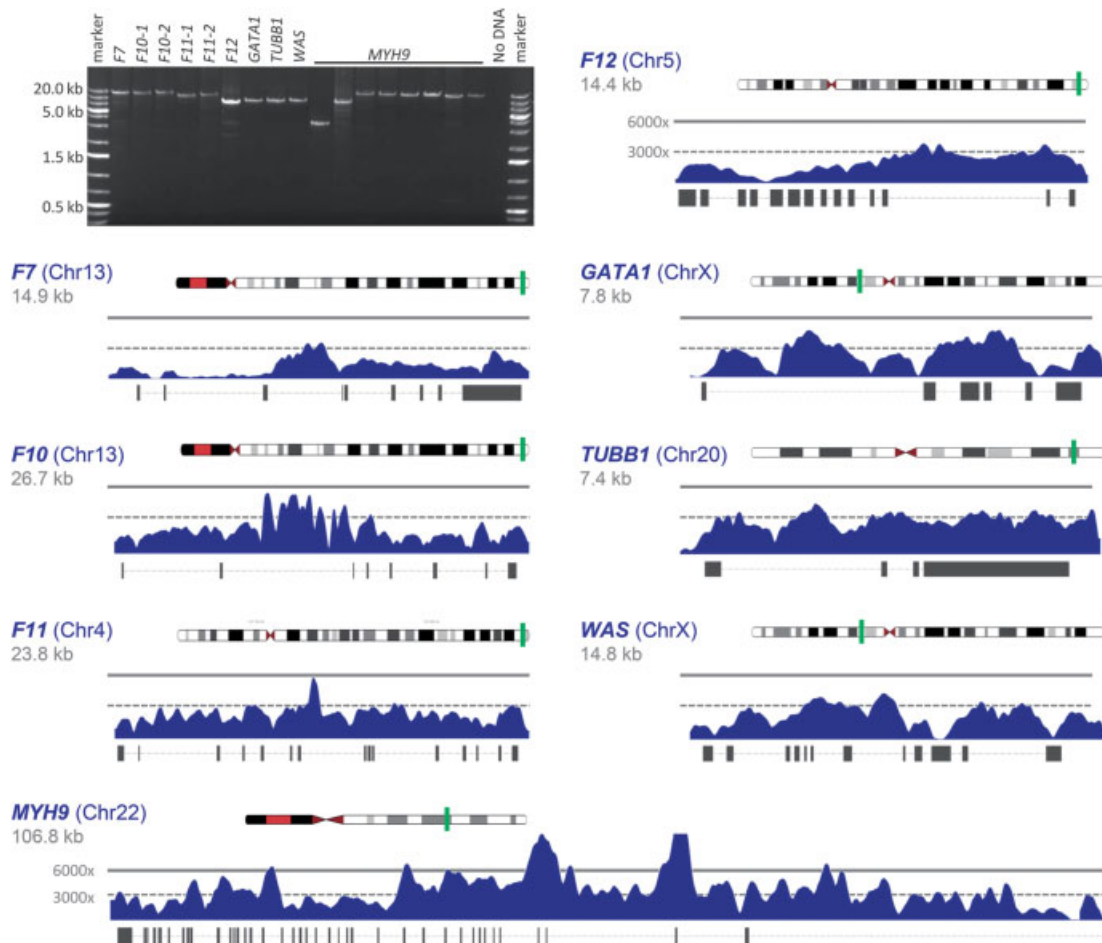 marker
F7
F10-1
F10-2
F11-1
F11-2
F12
GATA1
TUBB1
WAS
MYH9
No DNA
marker
20.0 kb
5.0 kb
1.5 kb
0.5 kb
F12 (Chr5)
14.4 kb
6000x
3000x
F7 (Chr13)
14.9 kb
GATA1 (ChrX)
7.8 kb
F10 (Chr13)
26.7 kb
TUBB1 (Chr20)
7.4 kb
F11 (Chr4)
23.8 kb
WAS (ChrX)
14.8 kb
MYH9 (Chr22)
106.8 kb
6000x
3000x